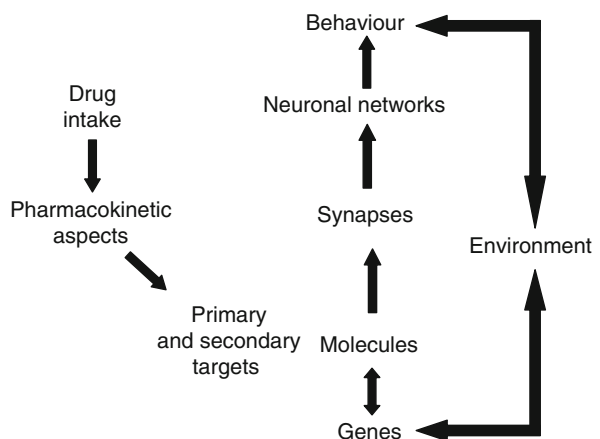 Behaviour
Neuronal networks
Drug
intake
Pharmacokinetic
aspects
Synapses
Environment
Primary
and secondary
targets
Molecules
Genes